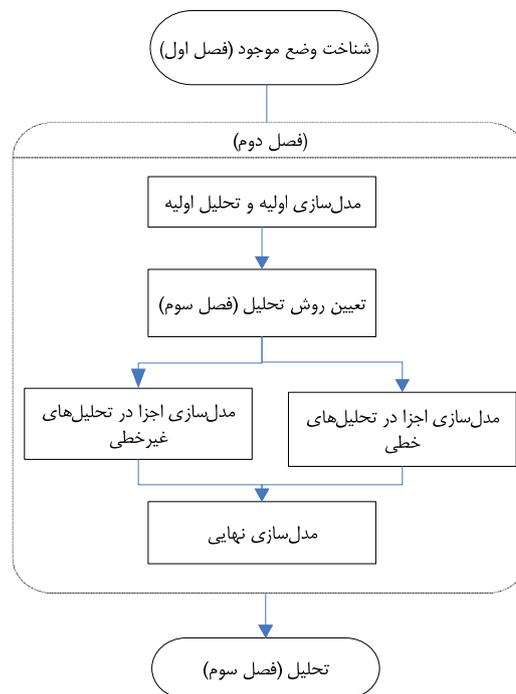 شناخت وضع موجود (فصل اول)
(فصل دوم)
مدل‌سازی اولیه و تحلیل اولیه
تعیین روش تحلیل (فصل سوم)
مدل‌سازی اجزا در تحلیل‌های
خطی
مدل‌سازی اجزا در تحلیل‌های
غیرخطی
مدل‌سازی نهایی
تحلیل (فصل سوم)